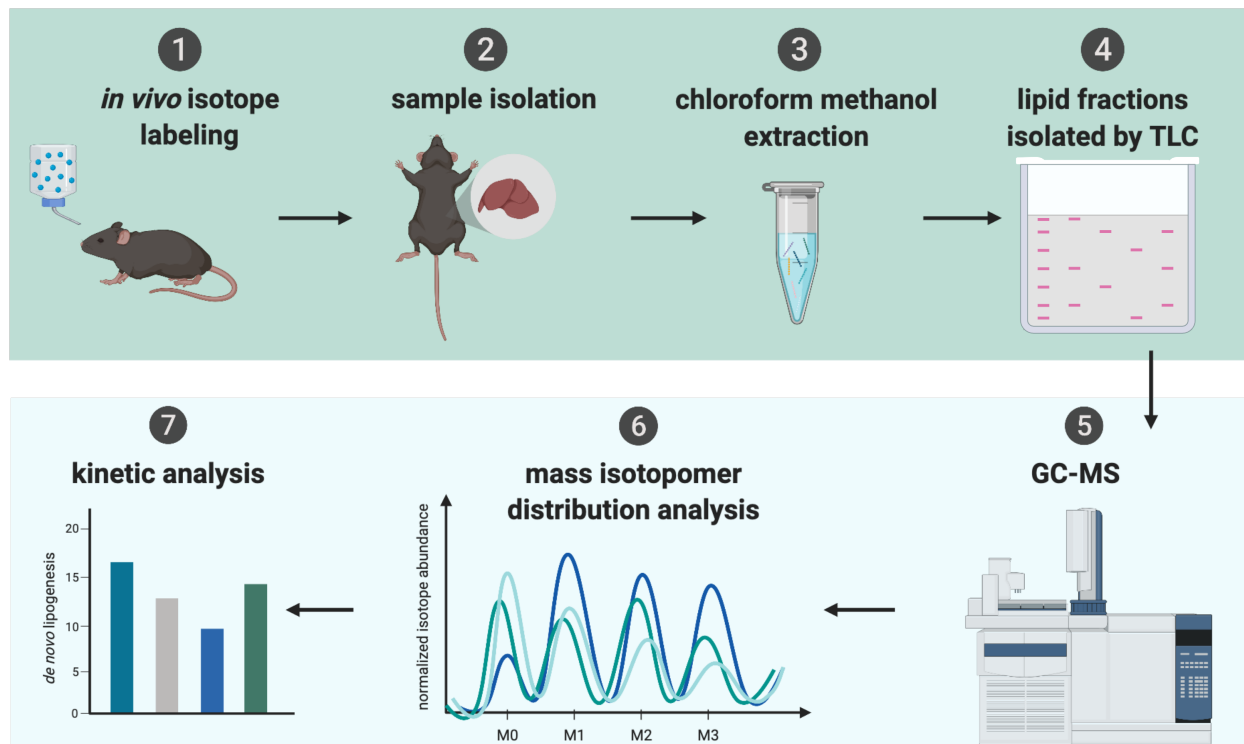 1
in vivo isotope
labeling
2
sample isolation
3
chloroform methanol
extraction
4
lipid fractions
isolated by TLC
5
GC-MS
6
mass isotopomer
distribution analysis
normalized isotope abundance
M0 M1 M2 M3
7
kinetic analysis
de novo lipogenesis
20
15
10
5
0